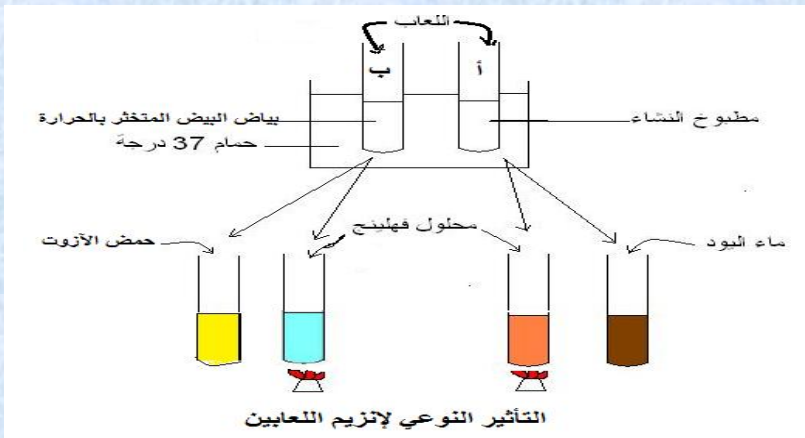 اللعاب
ب
أ
بياض البيض المتخثر بالحرارة
مطبوخ النشاء
حمام 37 درجة
حمض الآزوت
محلول فهلينج
ماء اليود
التأثير النوعي لإنزيم اللعابين